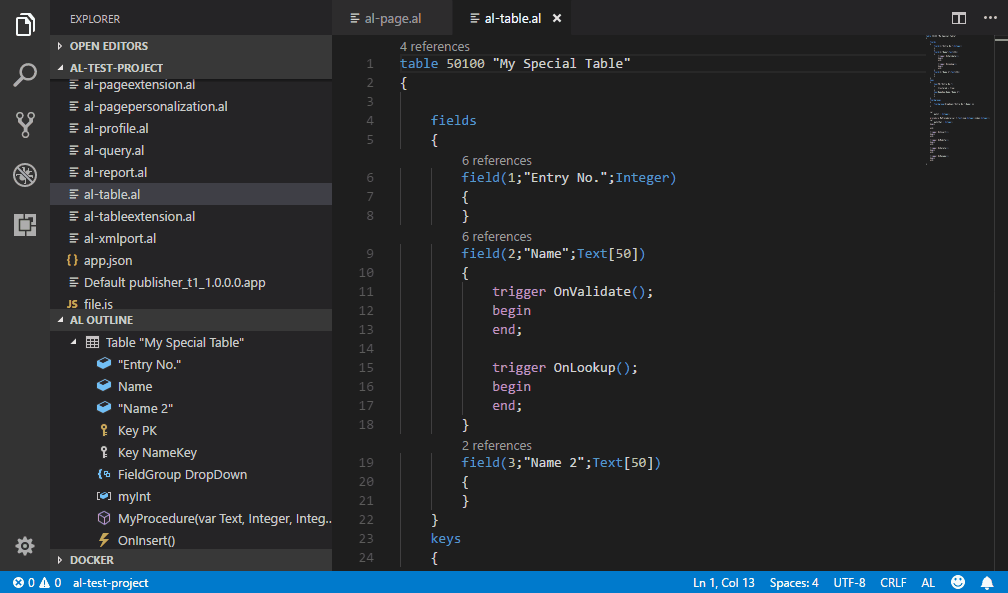 EXPLORER
OPEN EDITORS
AL-TEST-PROJECT
al-pageextension.al
al-pagepersonalization.al
al-profile.al
al-query.al
al-report.al
al-table.al
al-tableextension.al
al-xmlport.al
{} app.json
Default publisher_t1_1.0.0.0.app
JS file.js
AL OUTLINE
Table "My Special Table"
"Entry No."
Name
"Name 2"
Key PK
Key NameKey
FieldGroup DropDown
myInt
MyProcedure(var Text, Integer, Integ...
OnInsert()
DOCKER
al-page.al
al-table.al
4 references
1 table 50100 "My Special Table"
2 {
3
4 fields
5 {
6 references
6 field(1;"Entry No.";Integer)
7 {
8 }
6 references
9 field(2;"Name";Text[50])
10 {
11 trigger OnValidate();
12 begin
13 end;
14
15 trigger OnLookup();
16 begin
17 end;
18 }
2 references
19 field(3;"Name 2";Text[50])
20 {
21 }
22 }
23 keys
24 {
0 0 al-test-project
Ln 1, Col 13 Spaces: 4 UTF-8 CRLF AL